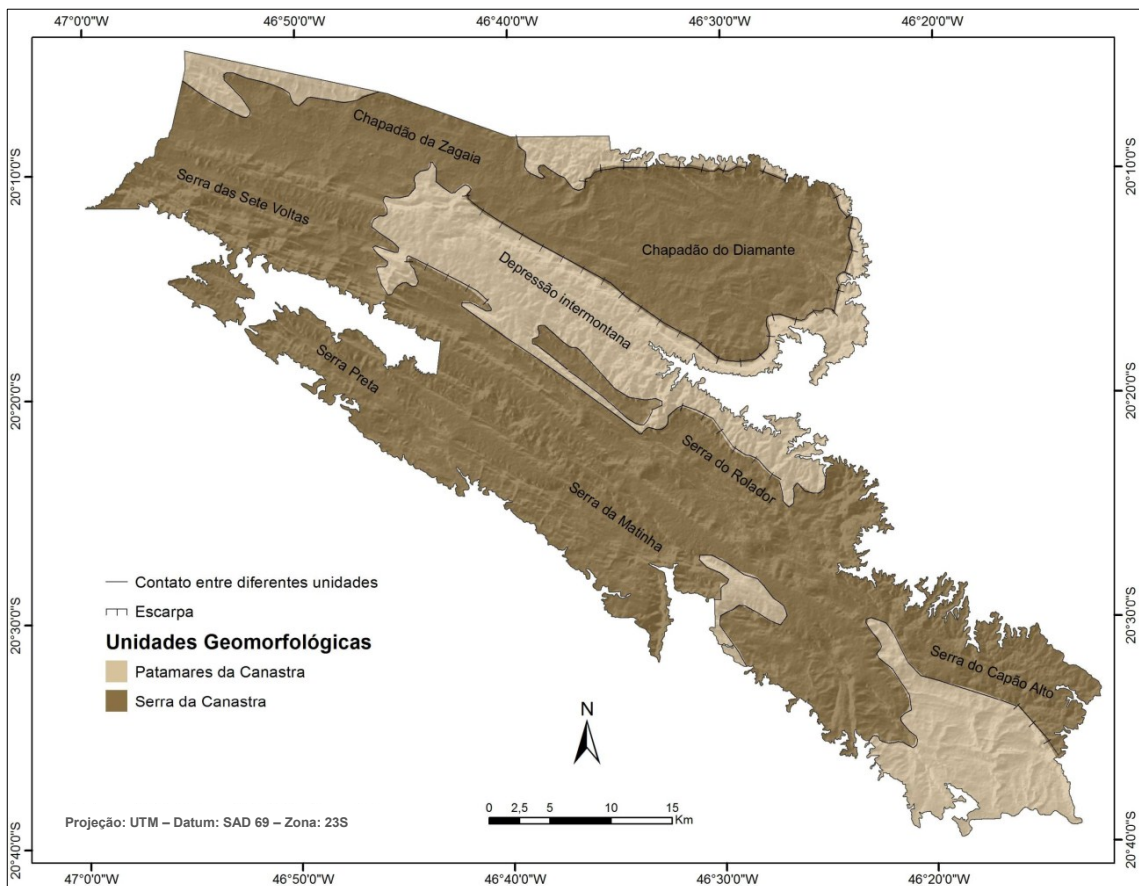 47°0'0"W 46°50'0"W 46°40'0"W 46°30'0"W 46°20'0"W
20°10'0"S 20°10'0"S
Chapadão da Zagaia
Serra das Sete Voltas
Chapadão do Diamante
Depressão intermontana
20°20'0"S 20°20'0"S
Serra Preta
Serra do Rolador
Serra da Matinha
20°30'0"S 20°30'0"S
Serra do Capão Alto
Contato entre diferentes unidades
Escarpa
Unidades Geomorfológicas
Patamares da Canastra
Serra da Canastra
N
0 2,5 5 10 15
Km
Projeção: UTM – Datum: SAD 69 – Zona: 23S
20°40'0"S 20°40'0"S
47°0'0"W 46°50'0"W 46°40'0"W 46°30'0"W 46°20'0"W